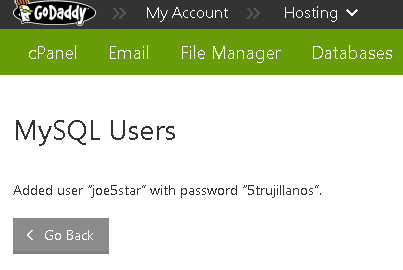 GoDaddy » My Account » Hosting
cPanel Email File Manager Databases
MySQL Users
Added user “joe5star” with password “5trujillanos”.
Go Back